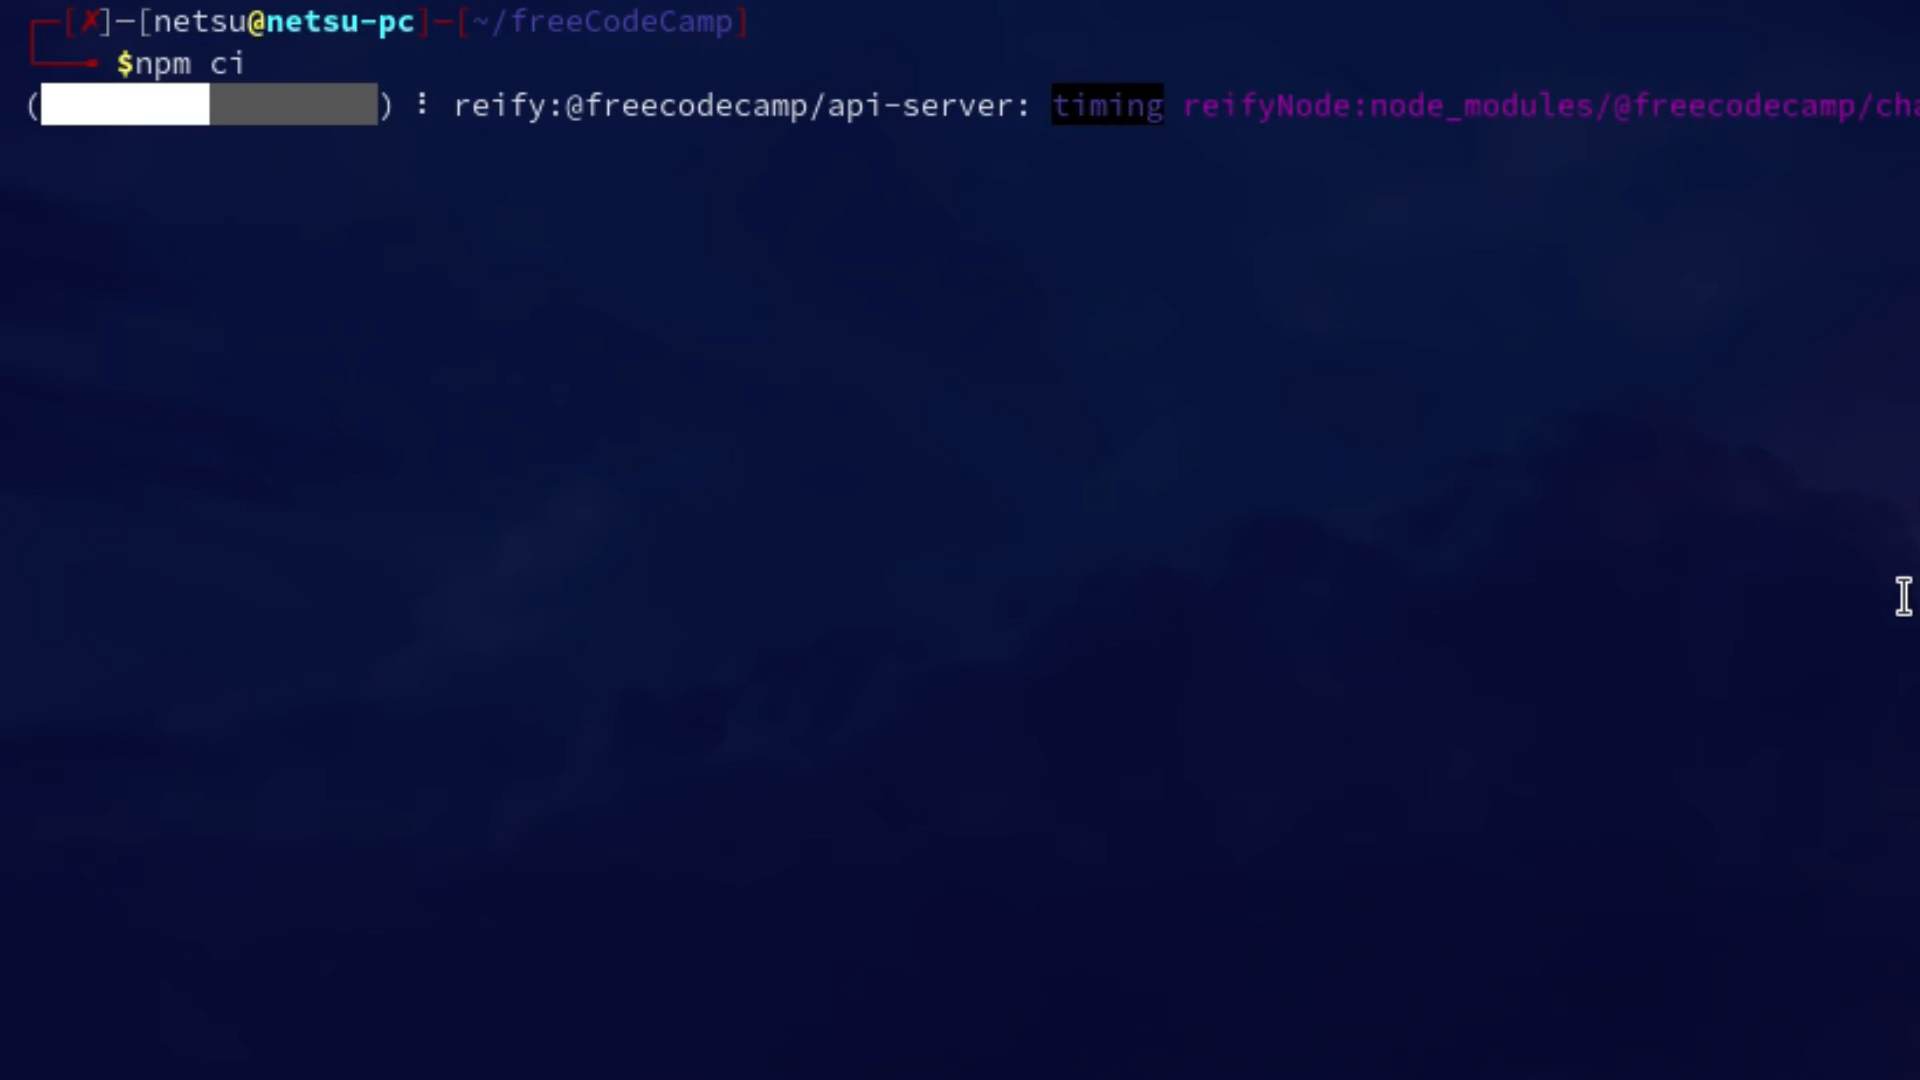 [✗]─[netsu@netsu-pc]─[~/freeCodeCamp]
$npm ci
( ) ⠸ reify:@freecodecamp/api-server: timing reifyNode:node_modules/@freecodecamp/cha